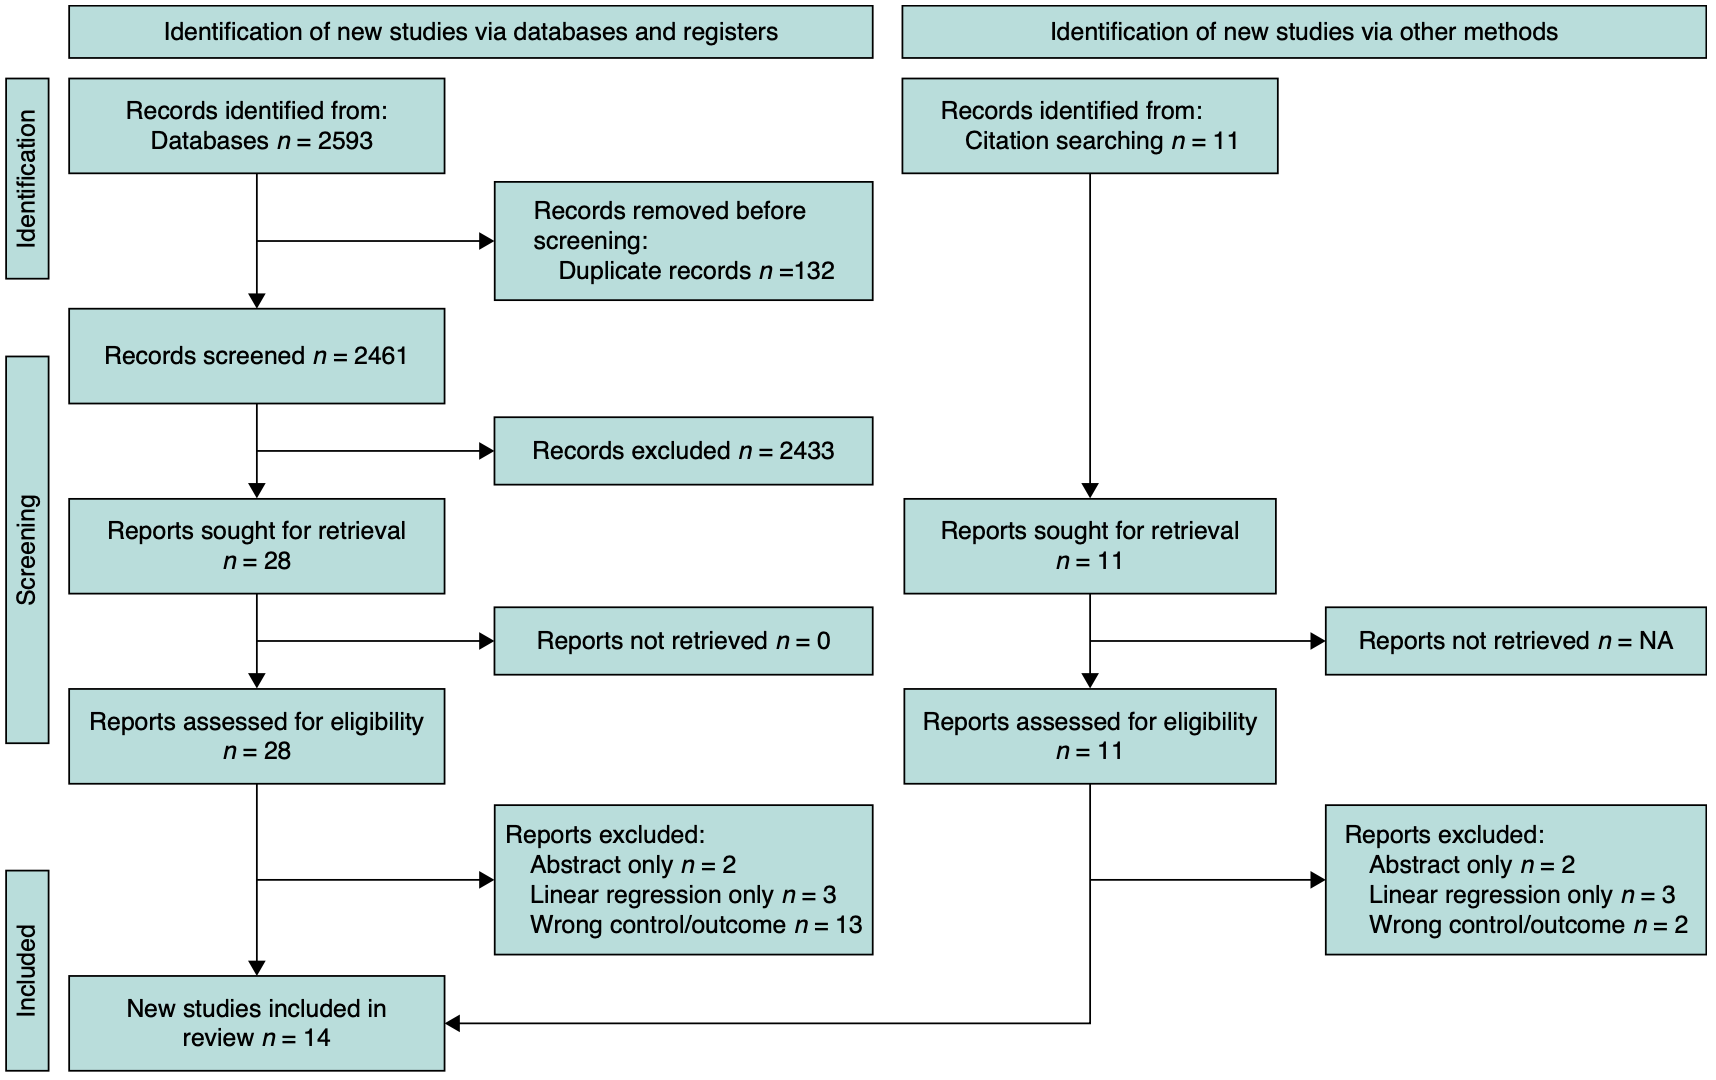 Identification of new studies via databases and registers
Identification of new studies via other methods
Identification
Records identified from:
Databases n = 2593
Records identified from:
Citation searching n = 11
Records removed before
screening:
Duplicate records n =132
Screening
Records screened n = 2461
Records excluded n = 2433
Reports sought for retrieval
n = 28
Reports sought for retrieval
n = 11
Reports not retrieved n = 0
Reports not retrieved n = NA
Reports assessed for eligibility
n = 28
Reports assessed for eligibility
n = 11
Included
Reports excluded:
Abstract only n = 2
Linear regression only n = 3
Wrong control/outcome n = 13
Reports excluded:
Abstract only n = 2
Linear regression only n = 3
Wrong control/outcome n = 2
New studies included in
review n = 14